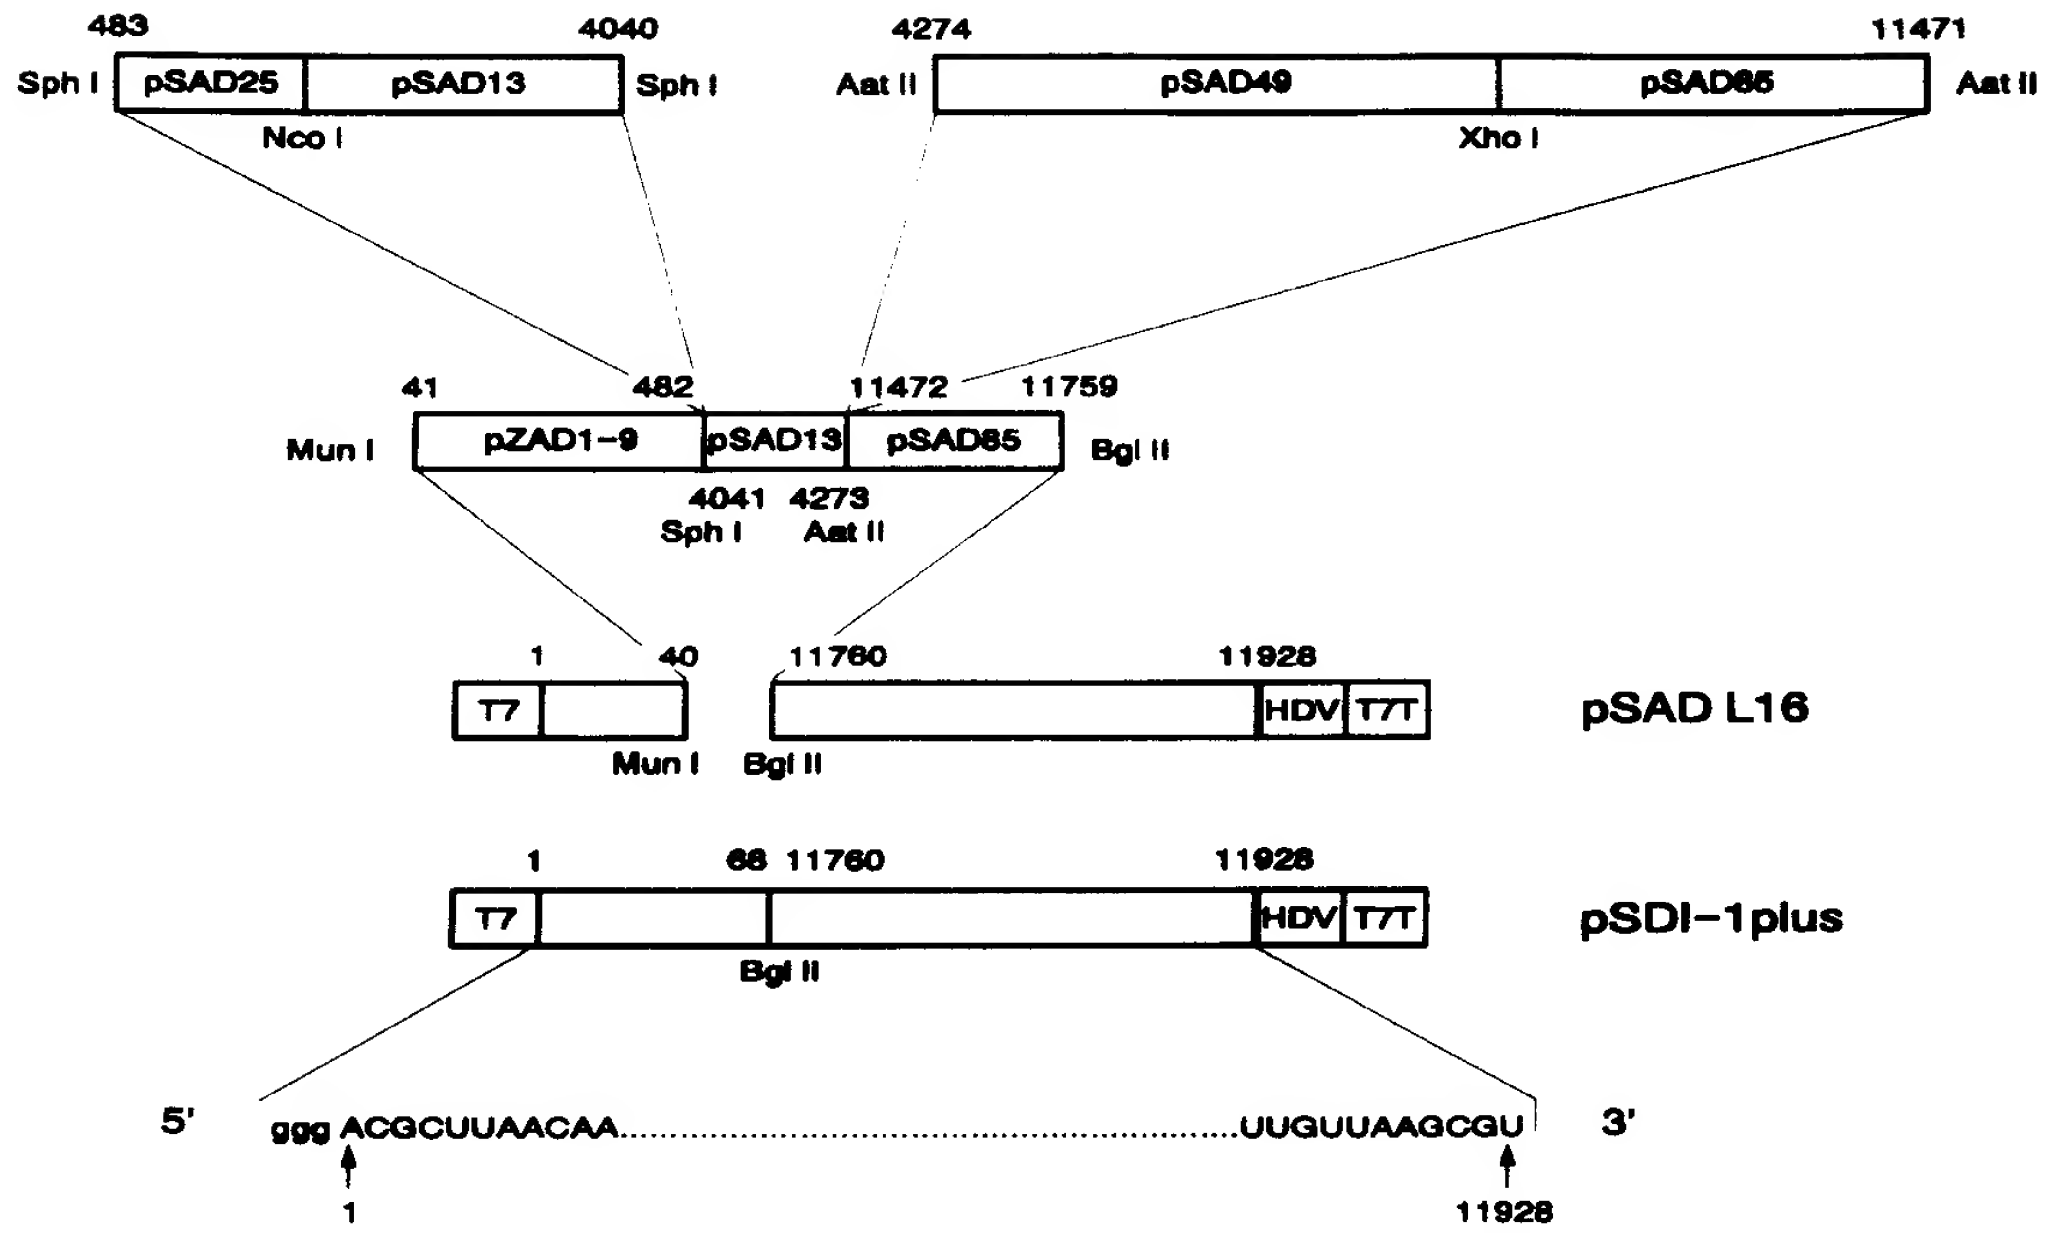 483 4040 4274 11471
Sph I pSAD25 pSAD13 Sph I Aat II pSAD49 pSAD65 Aat II
Nco I Xho I
41 482 11472 11759
Mun I pZAD1-9 pSAD13 pSAD65 Bgl II
4041 4273
Sph I Aat II
1 40 11760 11928
T7 HDV T7T pSAD L16
Mun I Bgl II
1 68 11760 11928
T7 HDV T7T pSDI-1plus
Bgl II
5' ggg ACGCUUAACAA UUGUUAAGCGU 3'
1 11928